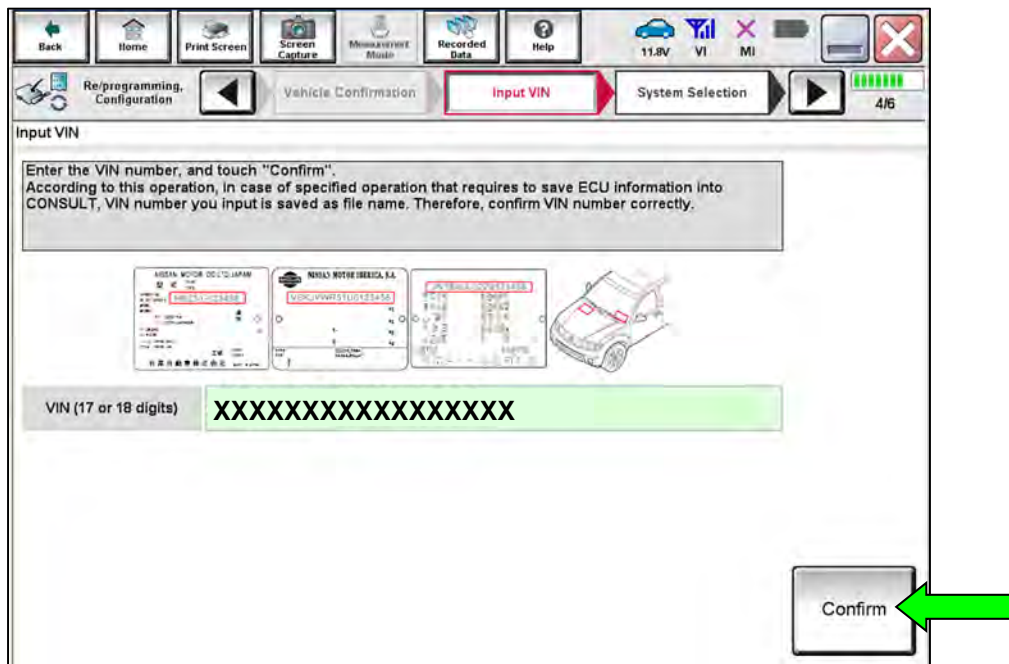 Back
Home
Print Screen
Screen
Capture
Measurement
Mode
Recorded
Data
Help
11.8V
VI
MI
Re/programming,
Configuration
Vehicle Confirmation
Input VIN
System Selection
4/6
Input VIN
Enter the VIN number, and touch "Confirm".
According to this operation, in case of specified operation that requires to save ECU information into
CONSULT, VIN number you input is saved as file name. Therefore, confirm VIN number correctly.
NISSAN MOTOR CO LTD JAPAN
NISSAN MOTOR IBERICA, S.A.
VIN (17 or 18 digits)
XXXXXXXXXXXXXXXXX
Confirm